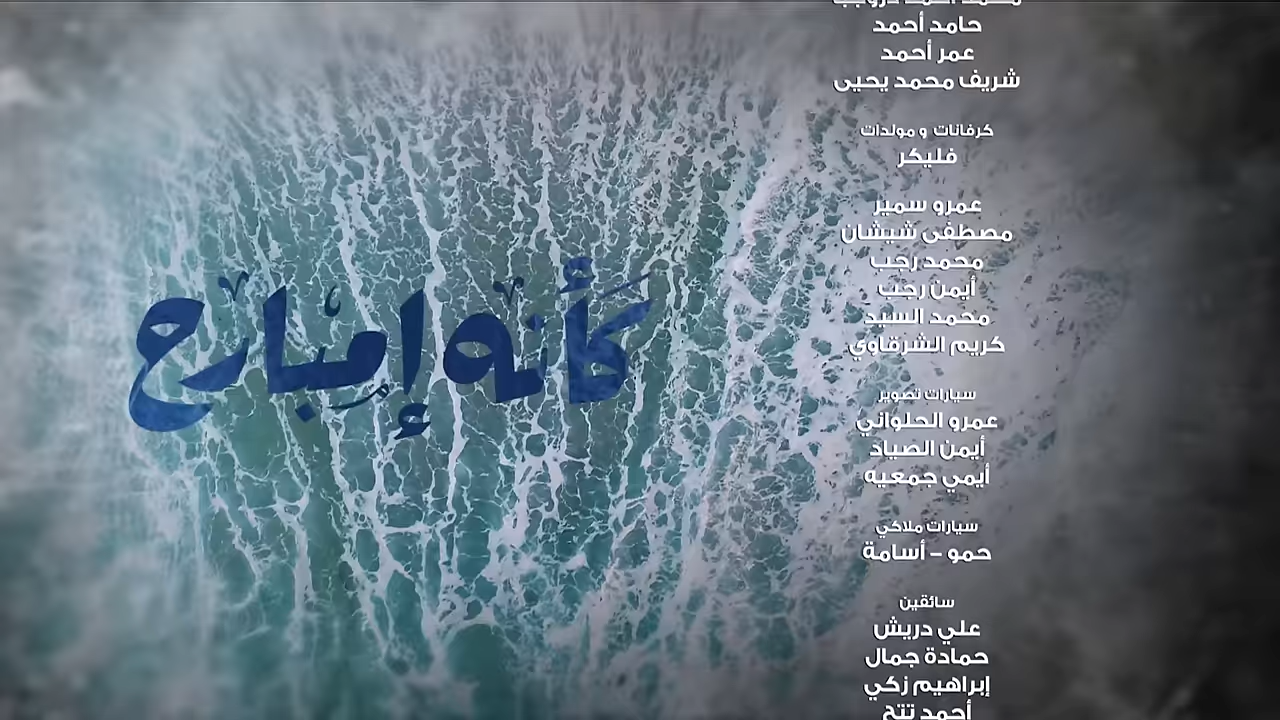 كأنه إمبارح
حامد أحمد
عمر أحمد
شريف محمد يحيى
كرفانات و مولدات
فليكر
عمرو سمير
مصطفى شيشان
محمد رجب
أيمن رجب
محمد السيد
كريم الشرقاوي
سيارات تصوير
عمرو الحلواني
أيمن الصياد
أيمي جمعيه
سيارات ملاكي
حمو - أسامة
سائقين
علي دريش
حمادة جمال
إبراهيم زكي
أحمد